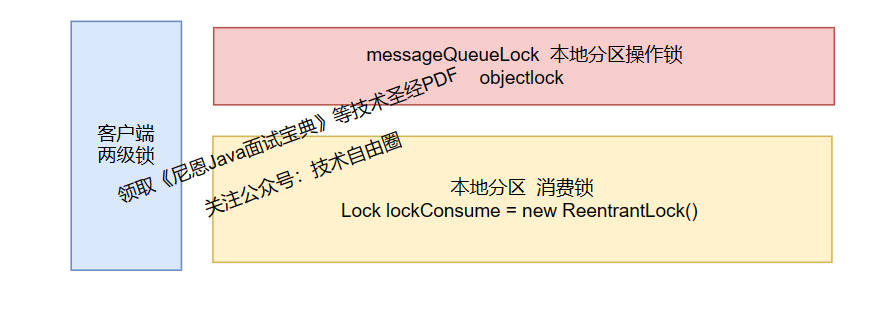 客户端
两级锁
messageQueueLock 本地分区操作锁
objectlock
领取《尼恩Java面试宝典》等技术圣经PDF
关注公众号：技术自由圈
本地分区 消费锁
Lock lockConsume = new ReentrantLock()